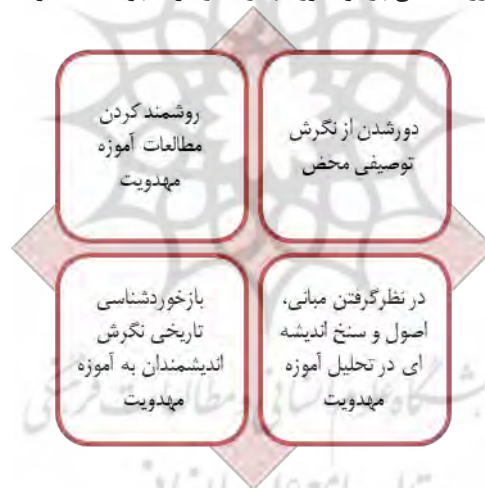 دورشدن از نگرش
توصیفی محض
روشمند کردن
مطالعات آموزه
مهدویت
در نظرگرفتن مبانی،
اصول و سنخ اندیشه
ای در تحلیل آموزه
مهدویت
بازخوردشناسی
تاریخی نگرش
اندیشمندان به آموزه
مهدویت